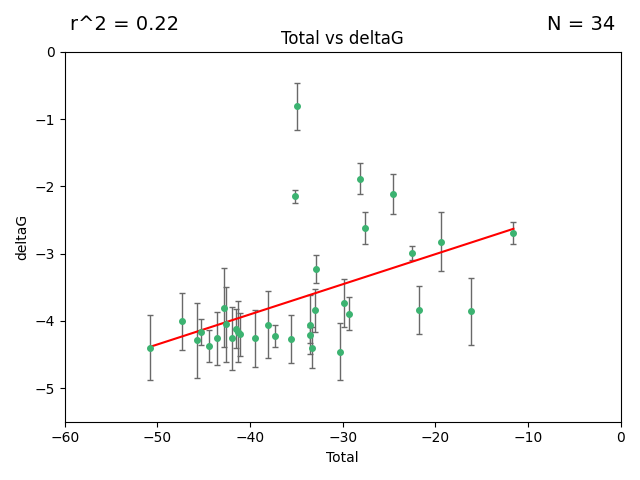 r^2 = 0.22
N = 34
Total vs deltaG
0
−1
−2
−3
−4
−5
deltaG
−60
−50
−40
−30
−20
−10
0
Total